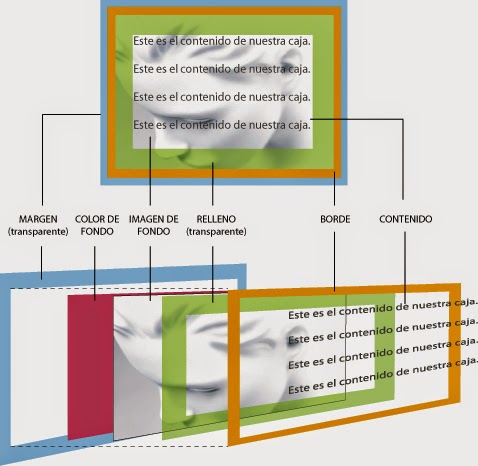 Este es el contenido de nuestra caja.
Este es el contenido de nuestra caja.
Este es el contenido de nuestra caja.
Este es el contenido de nuestra caja.
MARGEN
(transparente)
COLOR DE
FONDO
IMAGEN DE
FONDO
RELLENO
(transparente)
BORDE
CONTENIDO
Este es el contenido de nuestra caja.
Este es el contenido de nuestra caja.
Este es el contenido de nuestra caja.
Este es el contenido de nuestra caja.